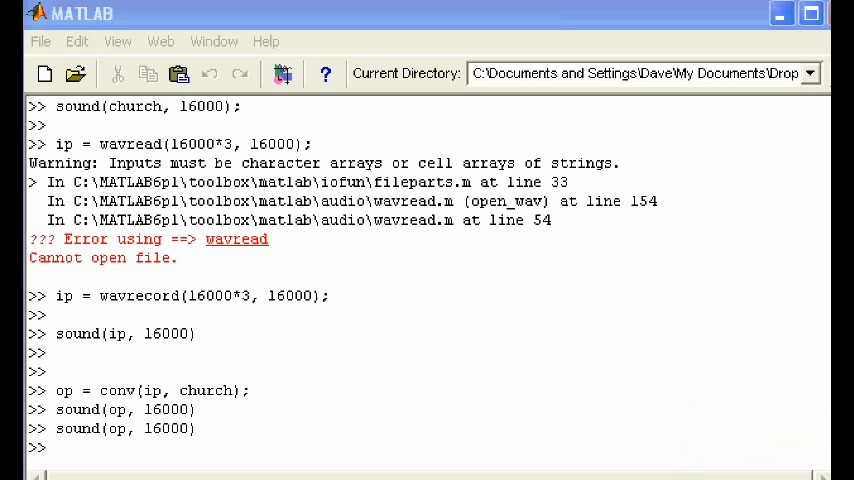 MATLAB
File Edit View Web Window Help
Current Directory: C:\Documents and Settings\Dave\My Documents\Drop
>> sound(church, 16000);
>>
>> ip = wavread(16000*3, 16000);
Warning: Inputs must be character arrays or cell arrays of strings.
> In C:\MATLAB6p1\toolbox\matlab\iofun\fileparts.m at line 33
  In C:\MATLAB6p1\toolbox\matlab\audio\wavread.m (open_wav) at line 154
  In C:\MATLAB6p1\toolbox\matlab\audio\wavread.m at line 54
??? Error using ==> wavread
Cannot open file.
>> ip = wavrecord(16000*3, 16000);
>>
>> sound(ip, 16000)
>>
>>
>> op = conv(ip, church);
>> sound(op, 16000)
>> sound(op, 16000)
>>